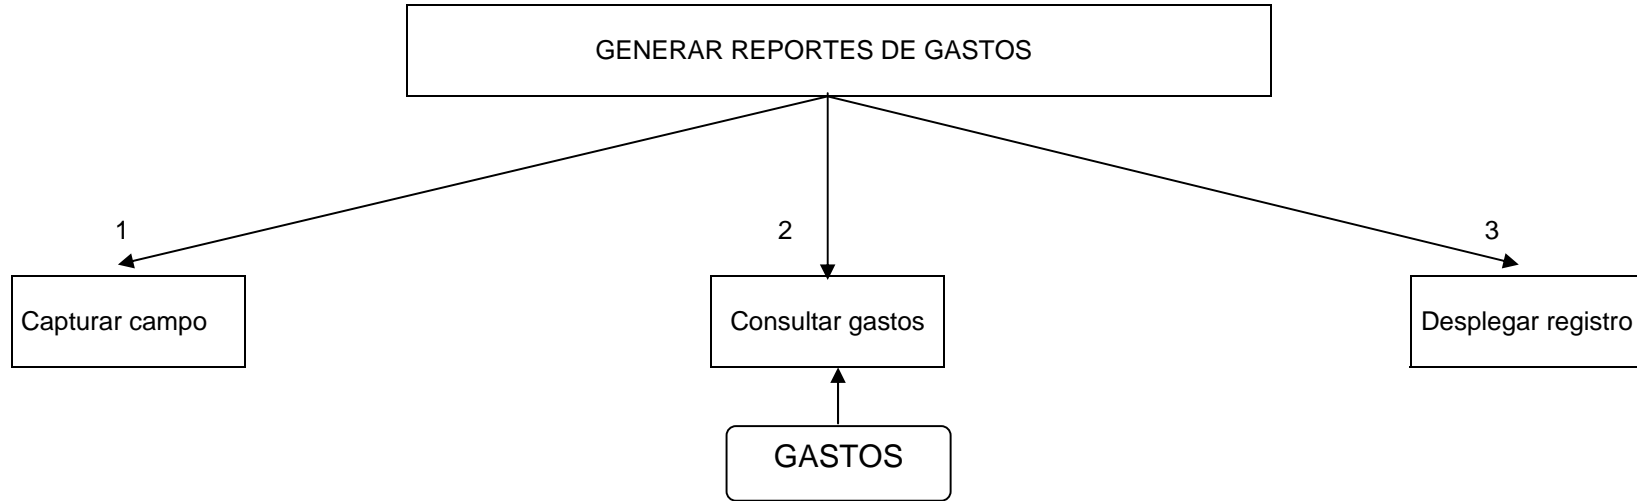 GENERAR REPORTES DE GASTOS
1
2
3
Capturar campo
Consultar gastos
Desplegar registro
GASTOS